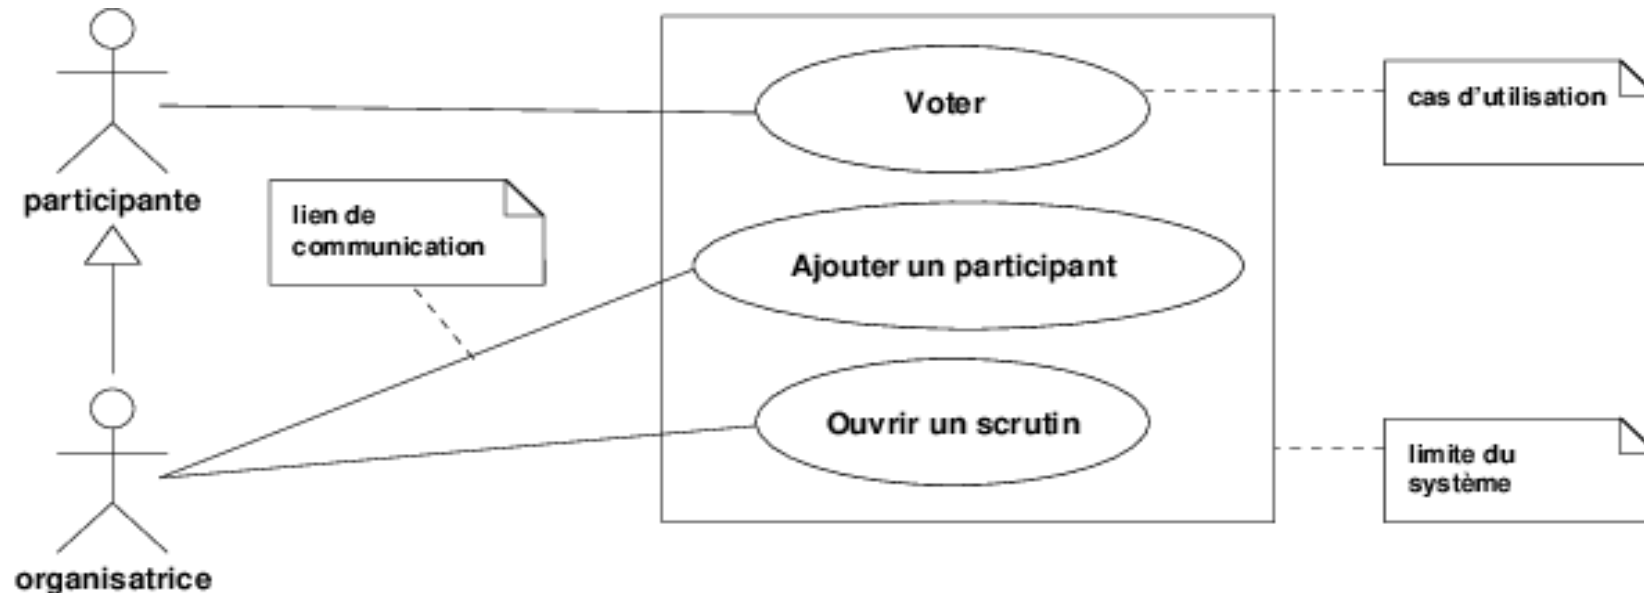 Voter
cas d'utilisation
participante
lien de
communication
Ajouter un participant
Ouvrir un scrutin
limite du
système
organisatrice